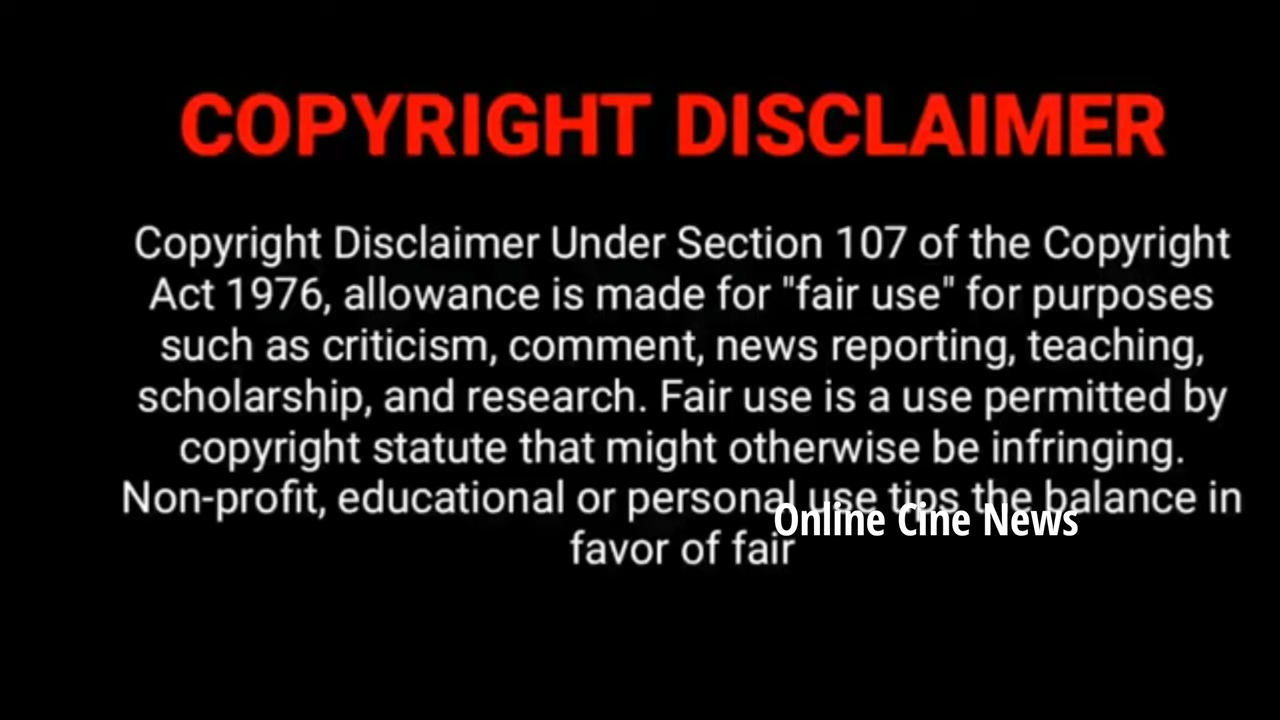 COPYRIGHT DISCLAIMER
Copyright Disclaimer Under Section 107 of the Copyright
Act 1976, allowance is made for "fair use" for purposes
such as criticism, comment, news reporting, teaching,
scholarship, and research. Fair use is a use permitted by
copyright statute that might otherwise be infringing.
Non-profit, educational or personal use tips the balance in
Online Cine News
favor of fair